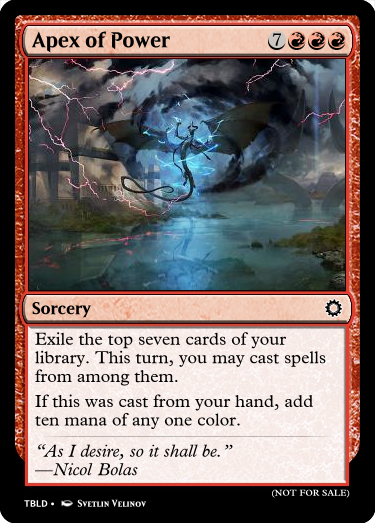 Apex of Power 7
Sorcery
Exile the top seven cards of your
library. This turn, you may cast spells
from among them.
If this was cast from your hand, add
ten mana of any one color.
“As I desire, so it shall be.”
—Nicol Bolas
(NOT FOR SALE)
TBLD • Svetlin Velinov